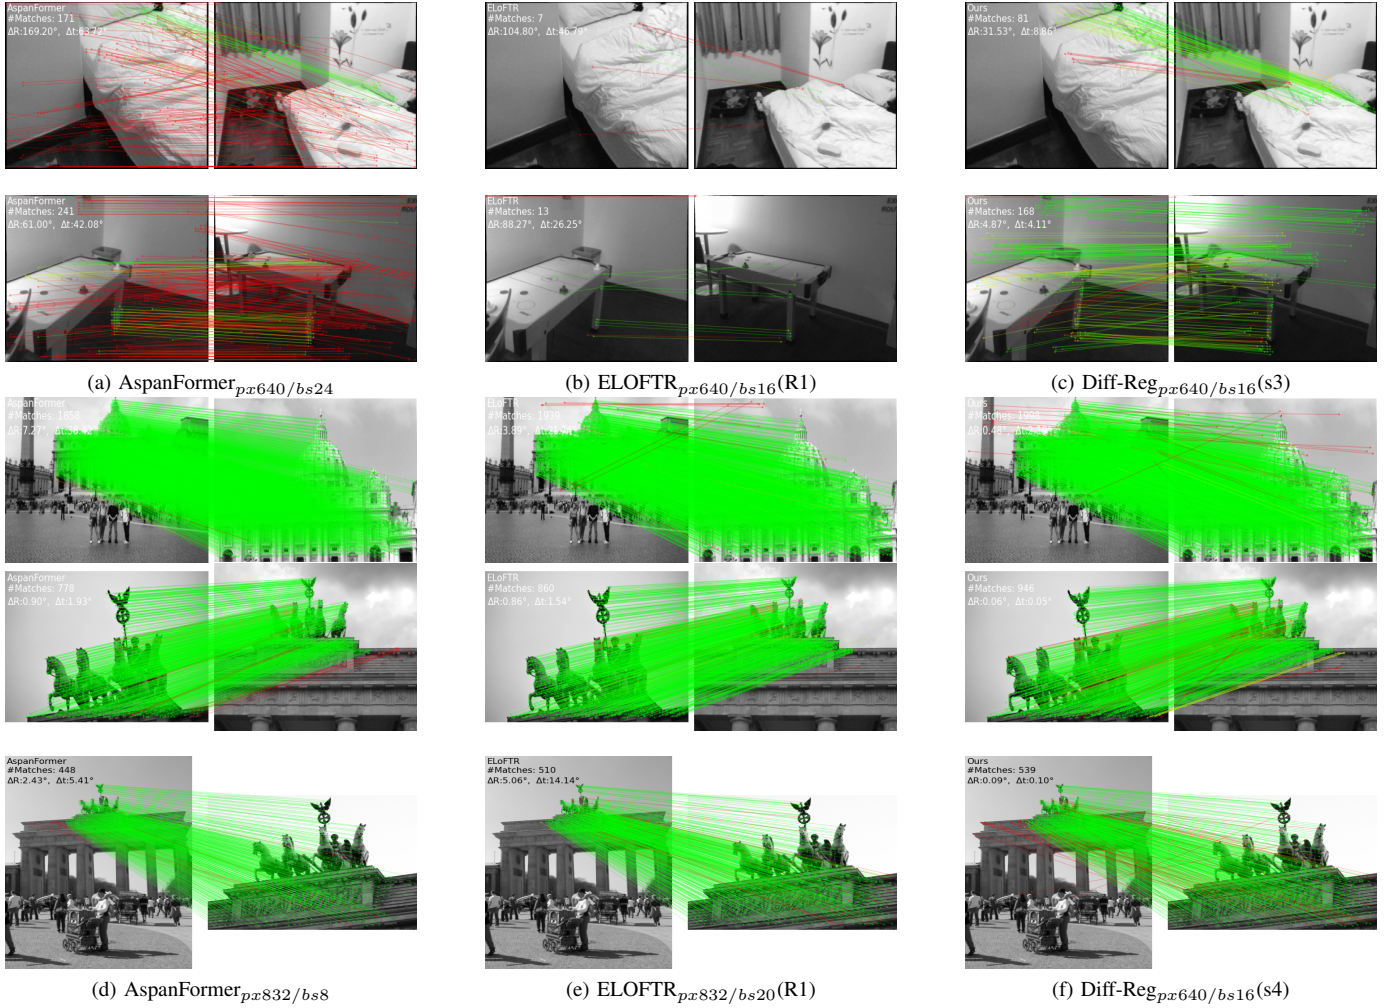 AspanFormer
#Matches: 171
ΔR:169.20°, Δt:63.72°
ELoFTR
#Matches: 7
ΔR:104.80°, Δt:46.79°
Ours
#Matches: 81
ΔR:31.53°, Δt:8.86°
AspanFormer
#Matches: 241
ΔR:61.00°, Δt:42.08°
ELoFTR
#Matches: 13
ΔR:88.27°, Δt:26.25°
Ours
#Matches: 168
ΔR:4.87°, Δt:4.11°
(a) AspanFormer_px640/bs24
(b) ELOFTR_px640/bs16(R1)
(c) Diff-Reg_px640/bs16(s3)
AspanFormer
#Matches: 1858
ΔR:7.27°,
ELoFTR
#Matches: 1939
ΔR:3.89°,
Ours
#Matches: 1999
ΔR:0.48°,
AspanFormer
#Matches: 778
ΔR:0.90°, Δt:1.93°
ELoFTR
#Matches: 860
ΔR:0.86°, Δt:1.54°
Ours
#Matches: 946
ΔR:0.06°, Δt:0.05°
AspanFormer
#Matches: 448
ΔR:2.43°, Δt:5.41°
ELoFTR
#Matches: 510
ΔR:5.06°, Δt:14.14°
Ours
#Matches: 539
ΔR:0.09°, Δt:0.10°
(d) AspanFormer_px832/bs8
(e) ELOFTR_px832/bs20(R1)
(f) Diff-Reg_px640/bs16(s4)